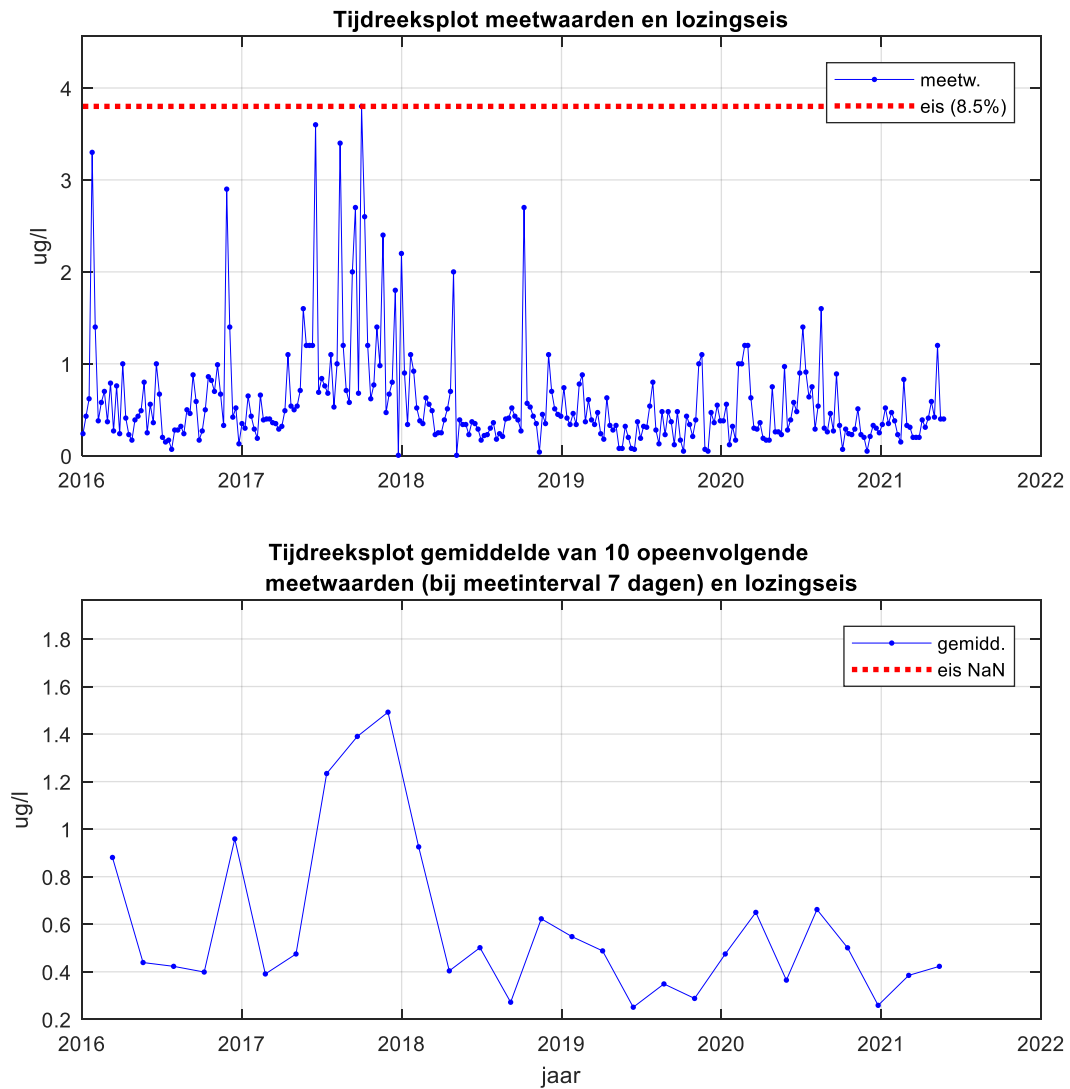 Tijdreeksplot meetwaarden en lozingseis
4
3
2
1
0
ug/l
meetw.
eis (8.5%)
2016
2017
2018
2019
2020
2021
2022
Tijdreeksplot gemiddelde van 10 opeenvolgende
meetwaarden (bij meetinterval 7 dagen) en lozingseis
1.8
1.6
1.4
1.2
1
0.8
0.6
0.4
0.2
ug/l
gemidd.
eis NaN
2016
2017
2018
2019
2020
2021
2022
jaar